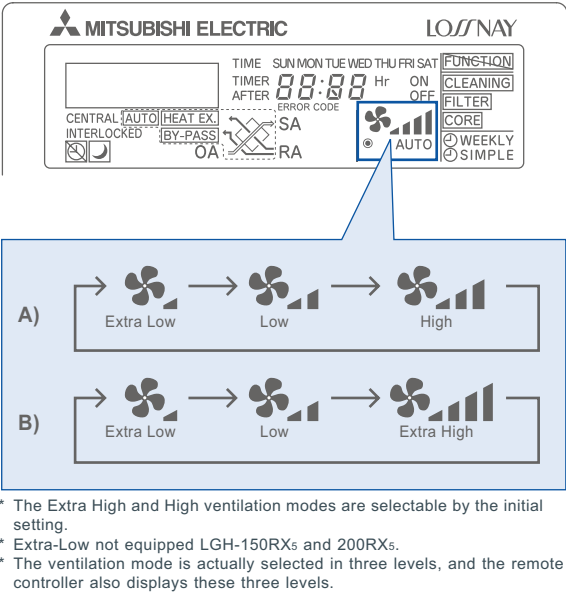 MITSUBISHI ELECTRIC LOSSNAY
TIME SUN MON TUE WED THU FRI SAT FUNCTION
TIMER 88:88 Hr ON CLEANING
AFTER OFF FILTER
ERROR CODE
CENTRAL AUTO HEAT EX. SA CORE
INTERLOCKED BY-PASS AUTO WEEKLY
OA RA SIMPLE
A)
Extra Low Low High
B)
Extra Low Low Extra High
* The Extra High and High ventilation modes are selectable by the initial
setting.
* Extra-Low not equipped LGH-150RX5 and 200RX5.
* The ventilation mode is actually selected in three levels, and the remote
controller also displays these three levels.